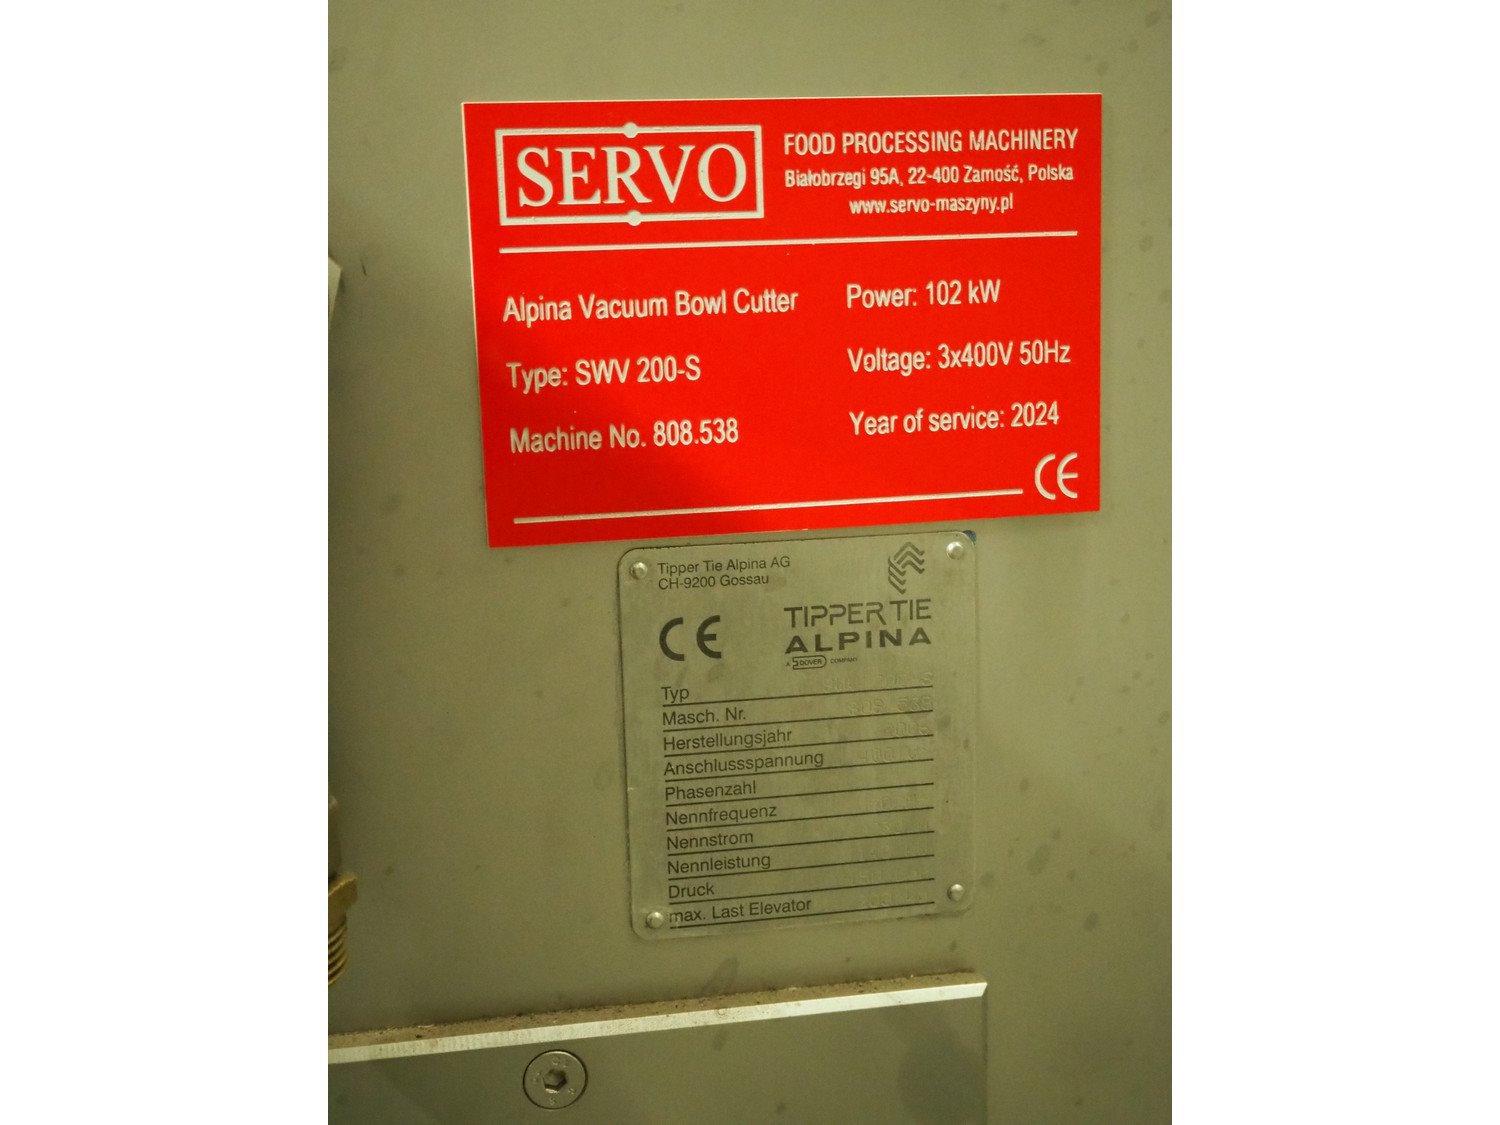 SERVO
FOOD PROCESSING MACHINERY
Białobrzegi 95A, 22-400 Zamość, Polska
www.servo-maszyny.pl
Alpina Vacuum Bowl Cutter
Power: 102 kW
Type: SWV 200-S
Voltage: 3x400V 50Hz
Machine No. 808.538
Year of service: 2024
CE
Tipper Tie Alpina AG
CH-9200 Gossau
CE
TIPPER TIE
ALPINA
A DOVER COMPANY
Typ
Masch. Nr.
Herstellungsjahr
Anschlussspannung
Phasenzahl
Nennfrequenz
Nennstrom
Nennleistung
Druck
max. Last Elevator